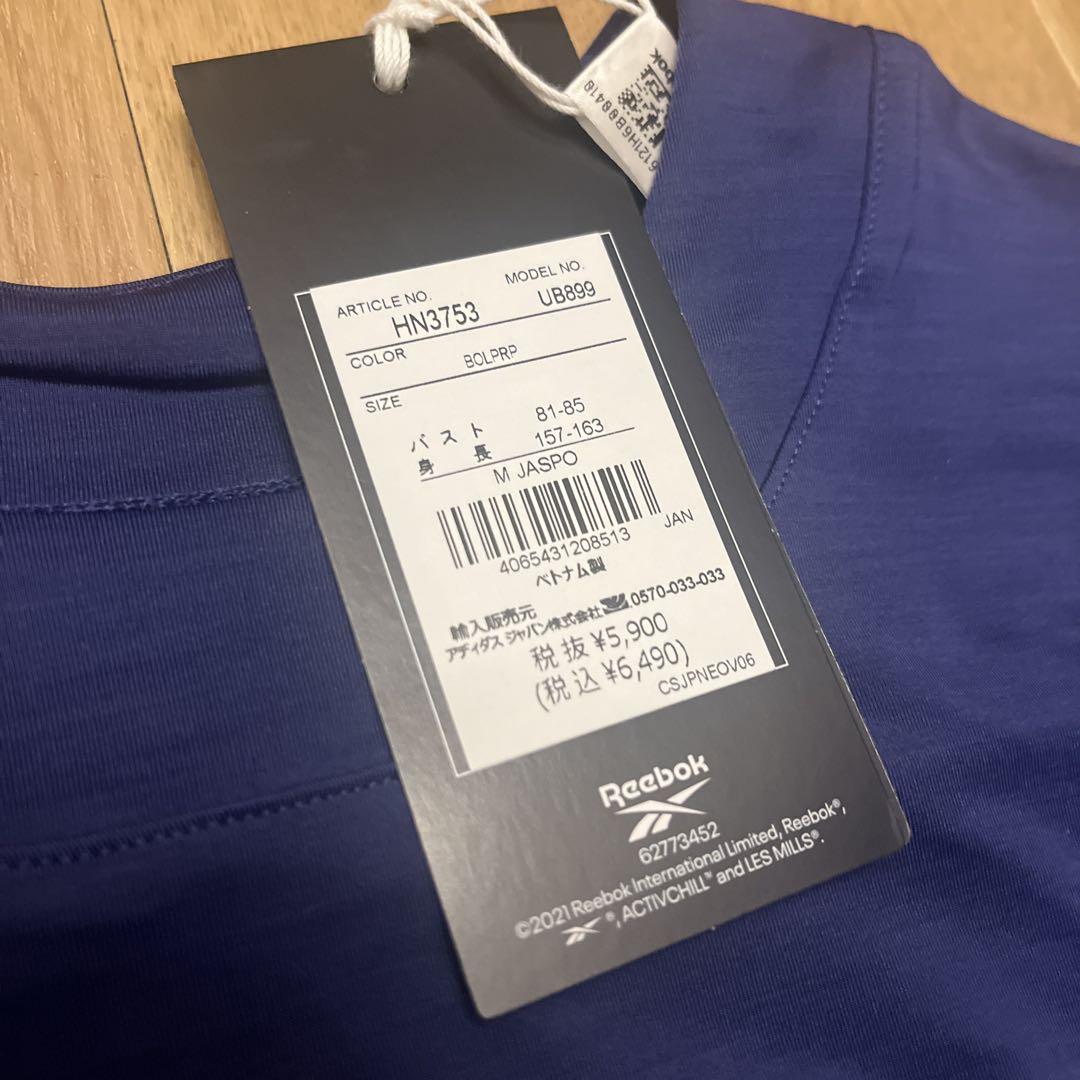 6121H6B000410
ARTICLE NO.
MODEL NO.
HN3753
UB899
COLOR
BOLPRP
SIZE
バスト 81-85
身長 157-163
M JASPO
4065431208513
JAN
ベトナム製
輸入販売元
アディダス ジャパン株式会社 0570-033-033
税抜 ¥5,900
(税込 ¥6,490)
CSJPNEOV06
Reebok
62773452
©2021 Reebok International Limited, Reebok®,
®, ACTIVCHILL™ and LES MILLS®.